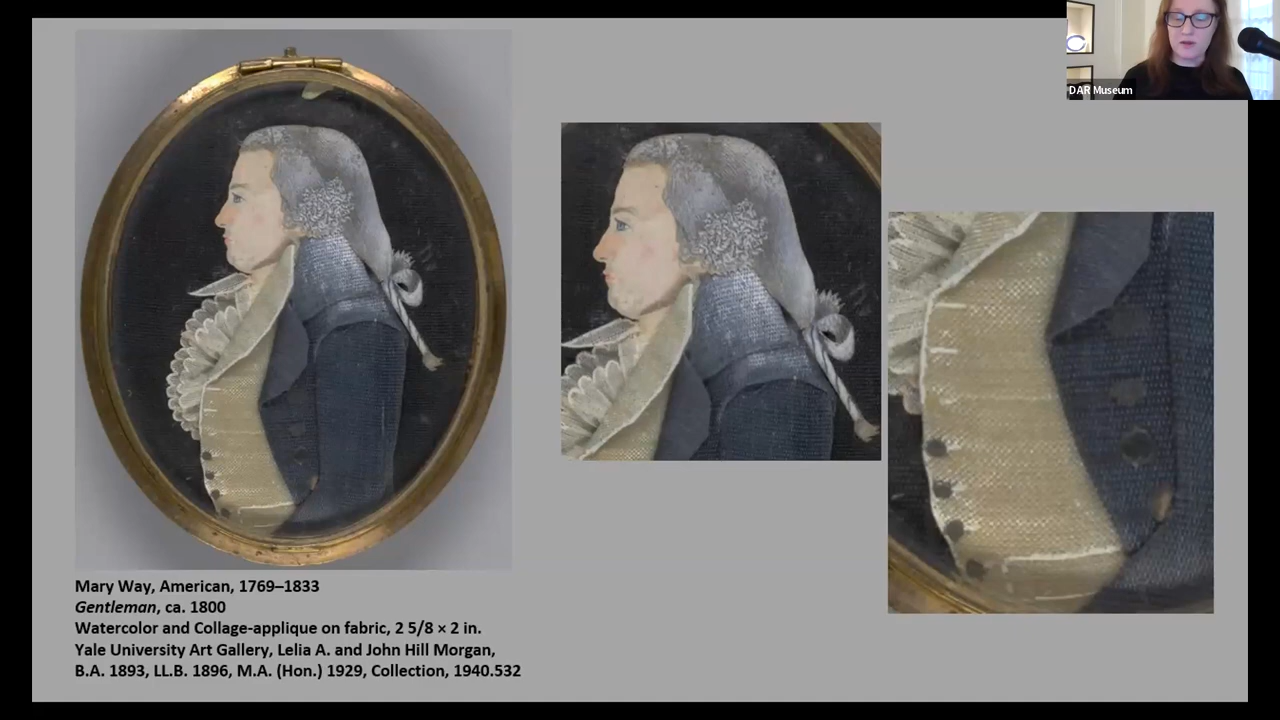 DAR Museum
Mary Way, American, 1769–1833
Gentleman, ca. 1800
Watercolor and Collage-applique on fabric, 2 5/8 × 2 in.
Yale University Art Gallery, Lelia A. and John Hill Morgan,
B.A. 1893, LL.B. 1896, M.A. (Hon.) 1929, Collection, 1940.532